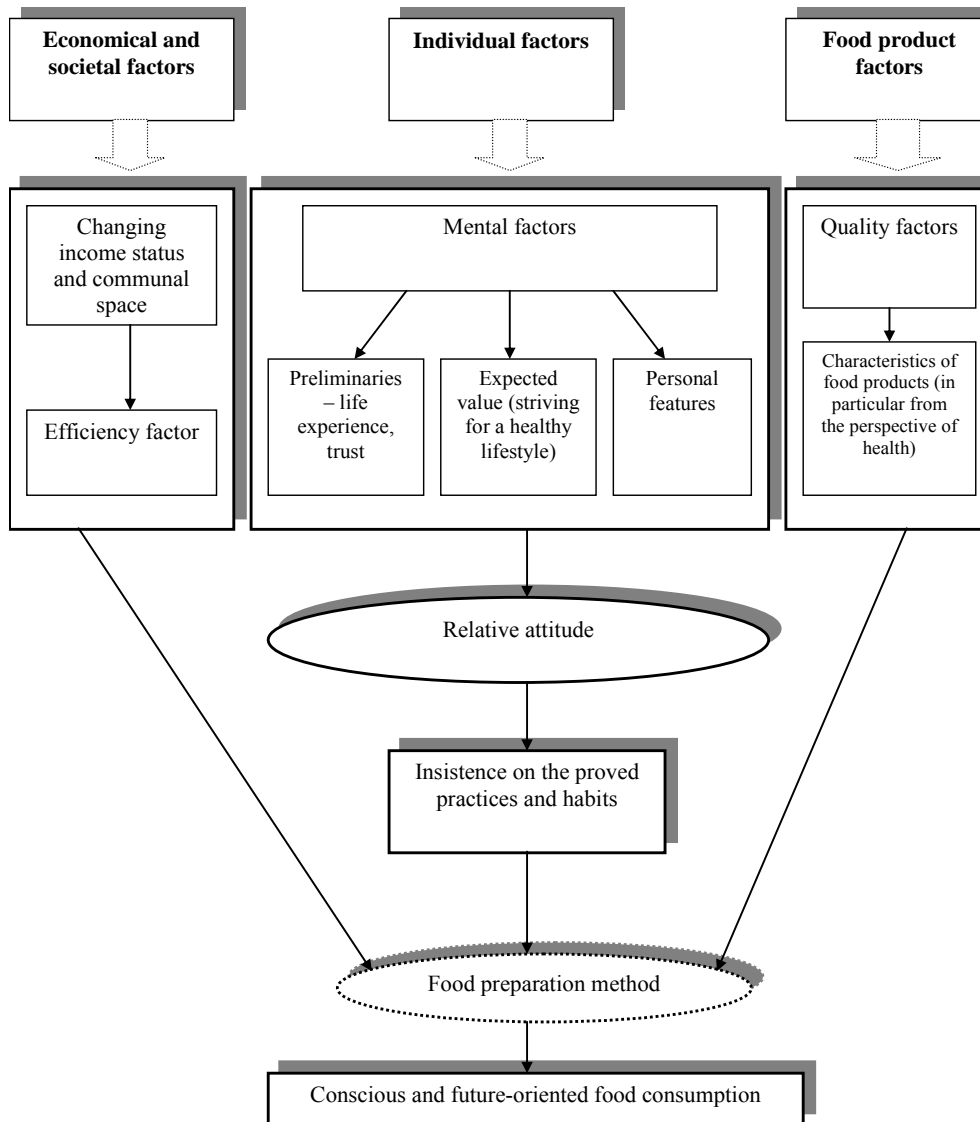 Economical and
societal factors
Individual factors
Food product
factors
Changing
income status
and communal
space
Efficiency factor
Mental factors
Preliminaries
– life
experience,
trust
Expected
value (striving
for a healthy
lifestyle)
Personal
features
Quality factors
Characteristics of
food products (in
particular from
the perspective of
health)
Relative attitude
Insistence on the proved
practices and habits
Food preparation method
Conscious and future-oriented food consumption